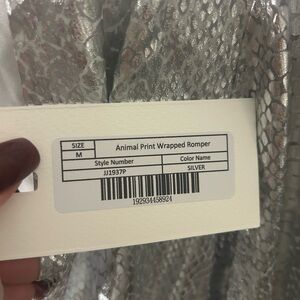 SIZE
M
Animal Print Wrapped Romper
Style Number
Color Name
JJ1937P
SILVER
192934458924